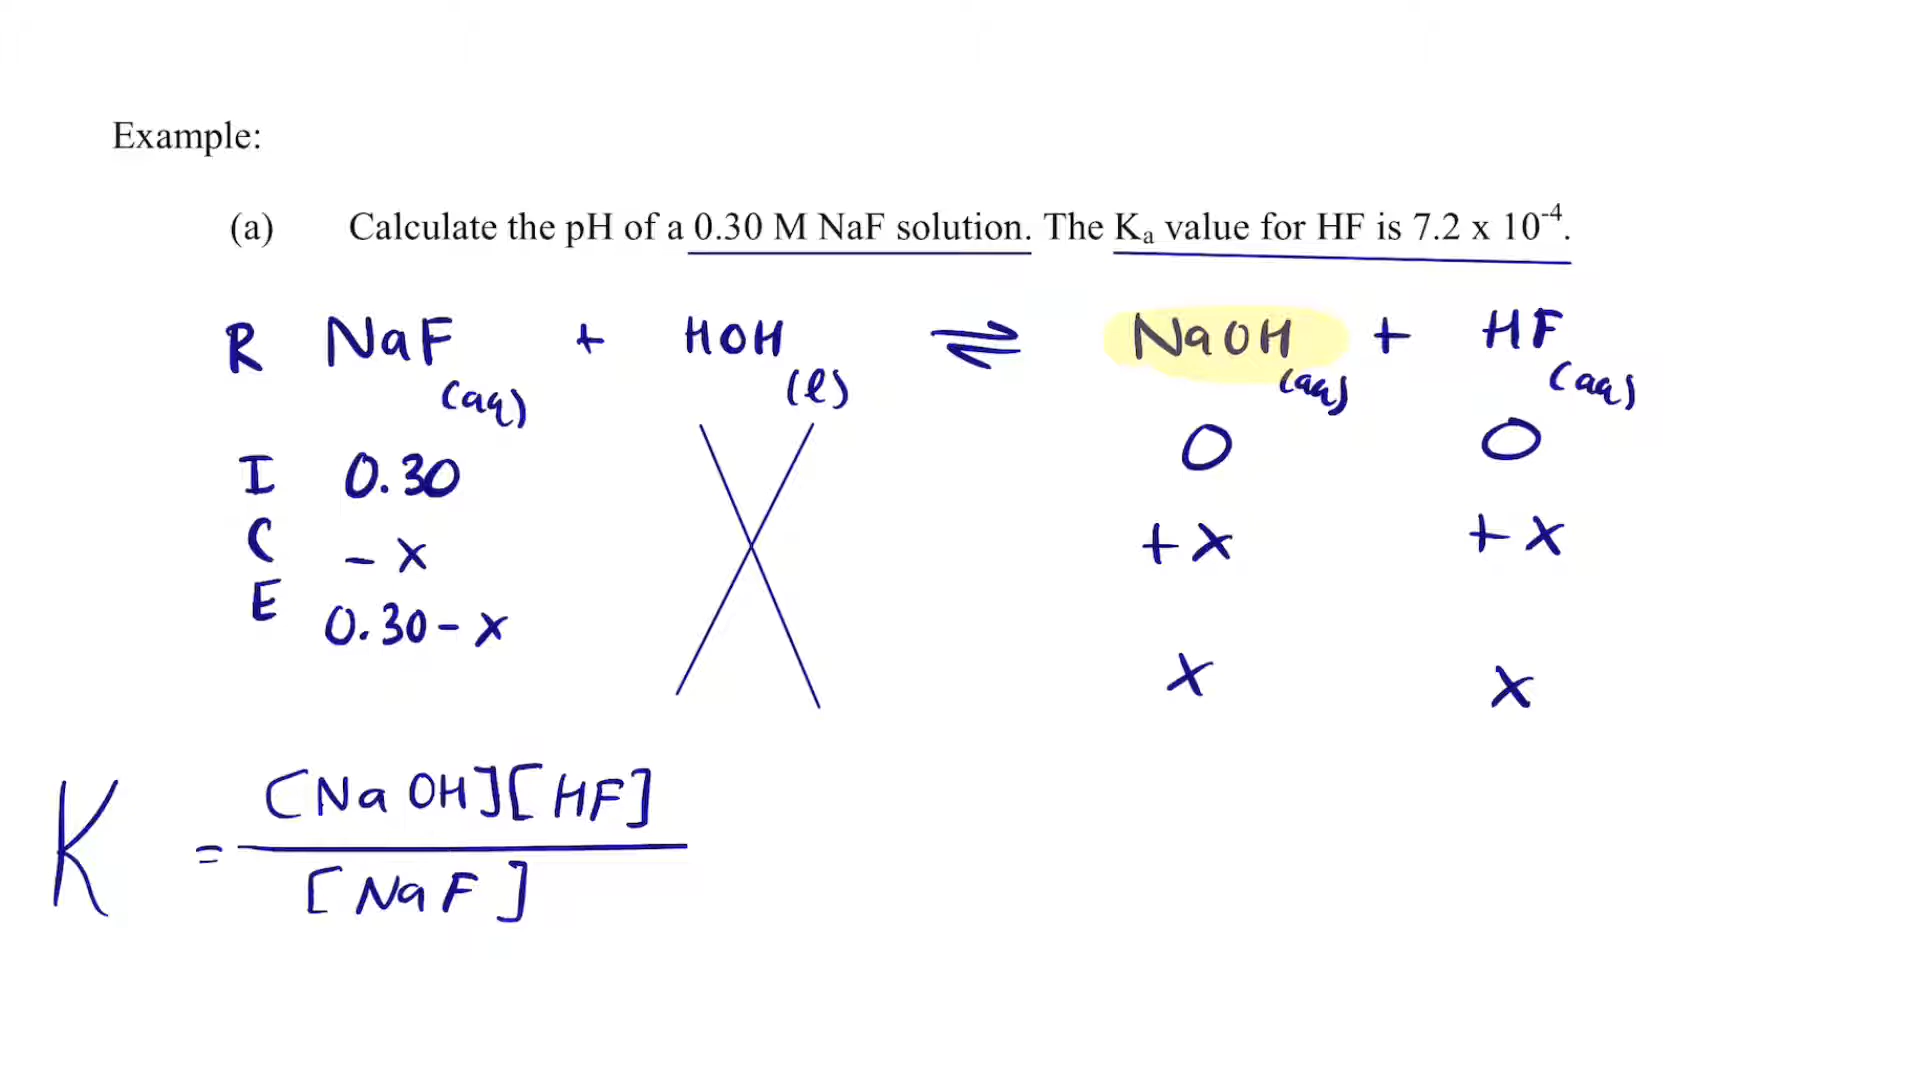 Example:
(a) Calculate the pH of a 0.30 M NaF solution. The Kₐ value for HF is 7.2 x 10⁻⁴.
R NaF(aq) + HOH(l) ⇌ NaOH(aq) + HF(aq)
I 0.30 0 0
C - x + x + x
E 0.30 - x x x
K = [NaOH][HF]
[NaF]